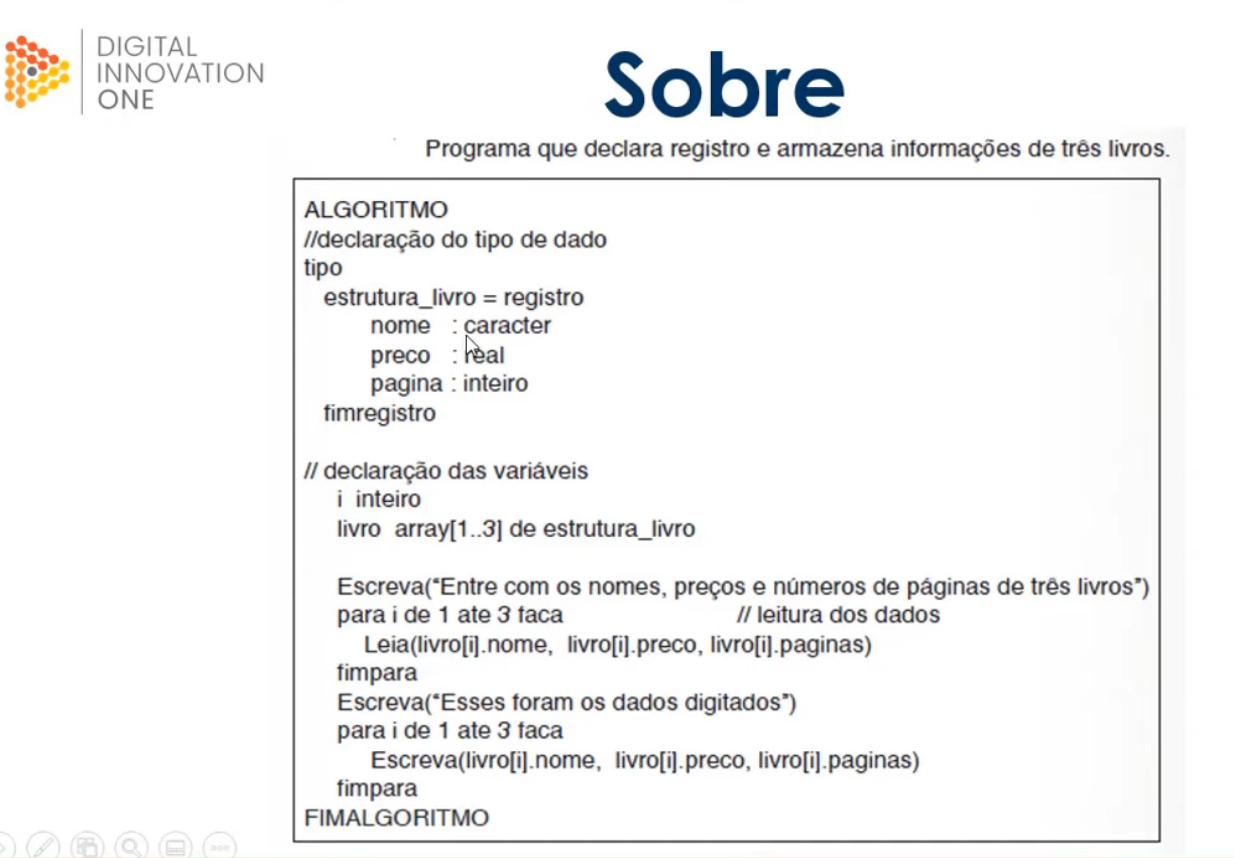 DIGITAL
INNOVATION
ONE
Sobre
Programa que declara registro e armazena informações de três livros.
ALGORITMO
//declaração do tipo de dado
tipo
estrutura_livro = registro
nome : caracter
preco : real
pagina : inteiro
fimregistro
// declaração das variáveis
i inteiro
livro array[1..3] de estrutura_livro
Escreva("Entre com os nomes, preços e números de páginas de três livros")
para i de 1 ate 3 faca // leitura dos dados
Leia(livro[i].nome, livro[i].preco, livro[i].paginas)
fimpara
Escreva("Esses foram os dados digitados")
para i de 1 ate 3 faca
Escreva(livro[i].nome, livro[i].preco, livro[i].paginas)
fimpara
FIMALGORITMO